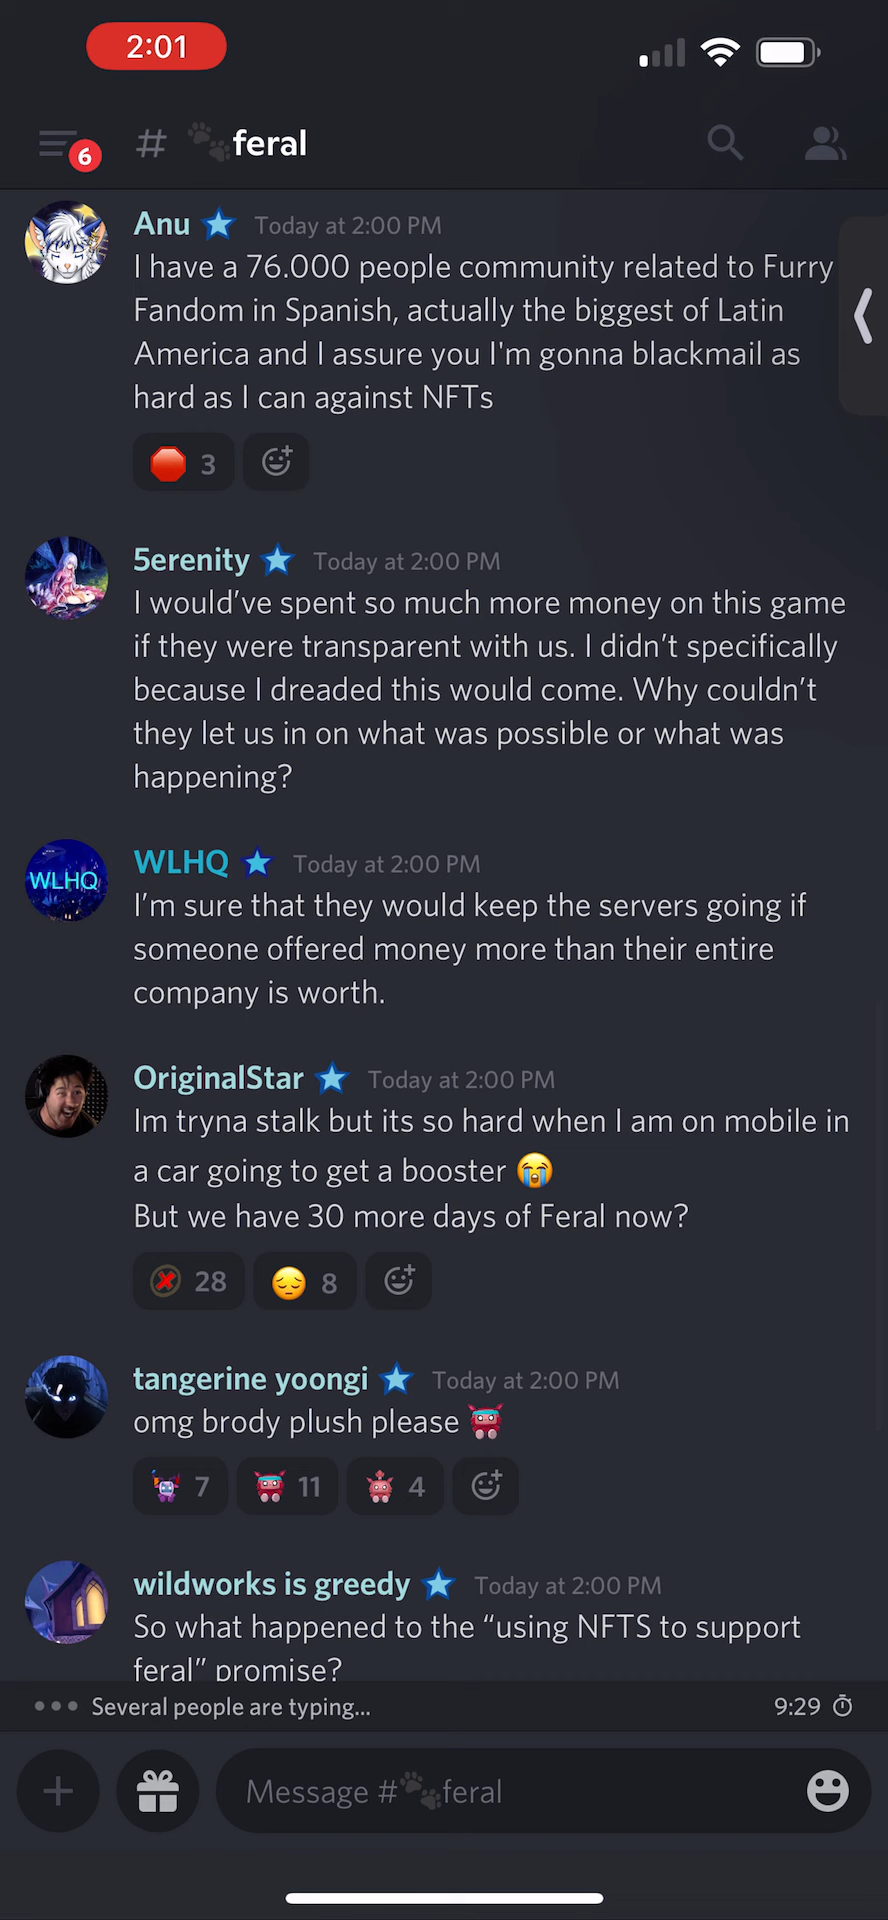 2:01
6
# 🐾feral
Anu Today at 2:00 PM
I have a 76.000 people community related to Furry
Fandom in Spanish, actually the biggest of Latin
America and I assure you I'm gonna blackmail as
hard as I can against NFTs
3
5erenity Today at 2:00 PM
I would’ve spent so much more money on this game
if they were transparent with us. I didn’t specifically
because I dreaded this would come. Why couldn’t
they let us in on what was possible or what was
happening?
WLHQ
WLHQ Today at 2:00 PM
I’m sure that they would keep the servers going if
someone offered money more than their entire
company is worth.
OriginalStar Today at 2:00 PM
Im tryna stalk but its so hard when I am on mobile in
a car going to get a booster 😭
But we have 30 more days of Feral now?
28 😔 8
tangerine yoongi Today at 2:00 PM
omg brody plush please
7 11 4
wildworks is greedy Today at 2:00 PM
So what happened to the “using NFTS to support
feral” promise?
Several people are typing... 9:29
Message #🐾feral